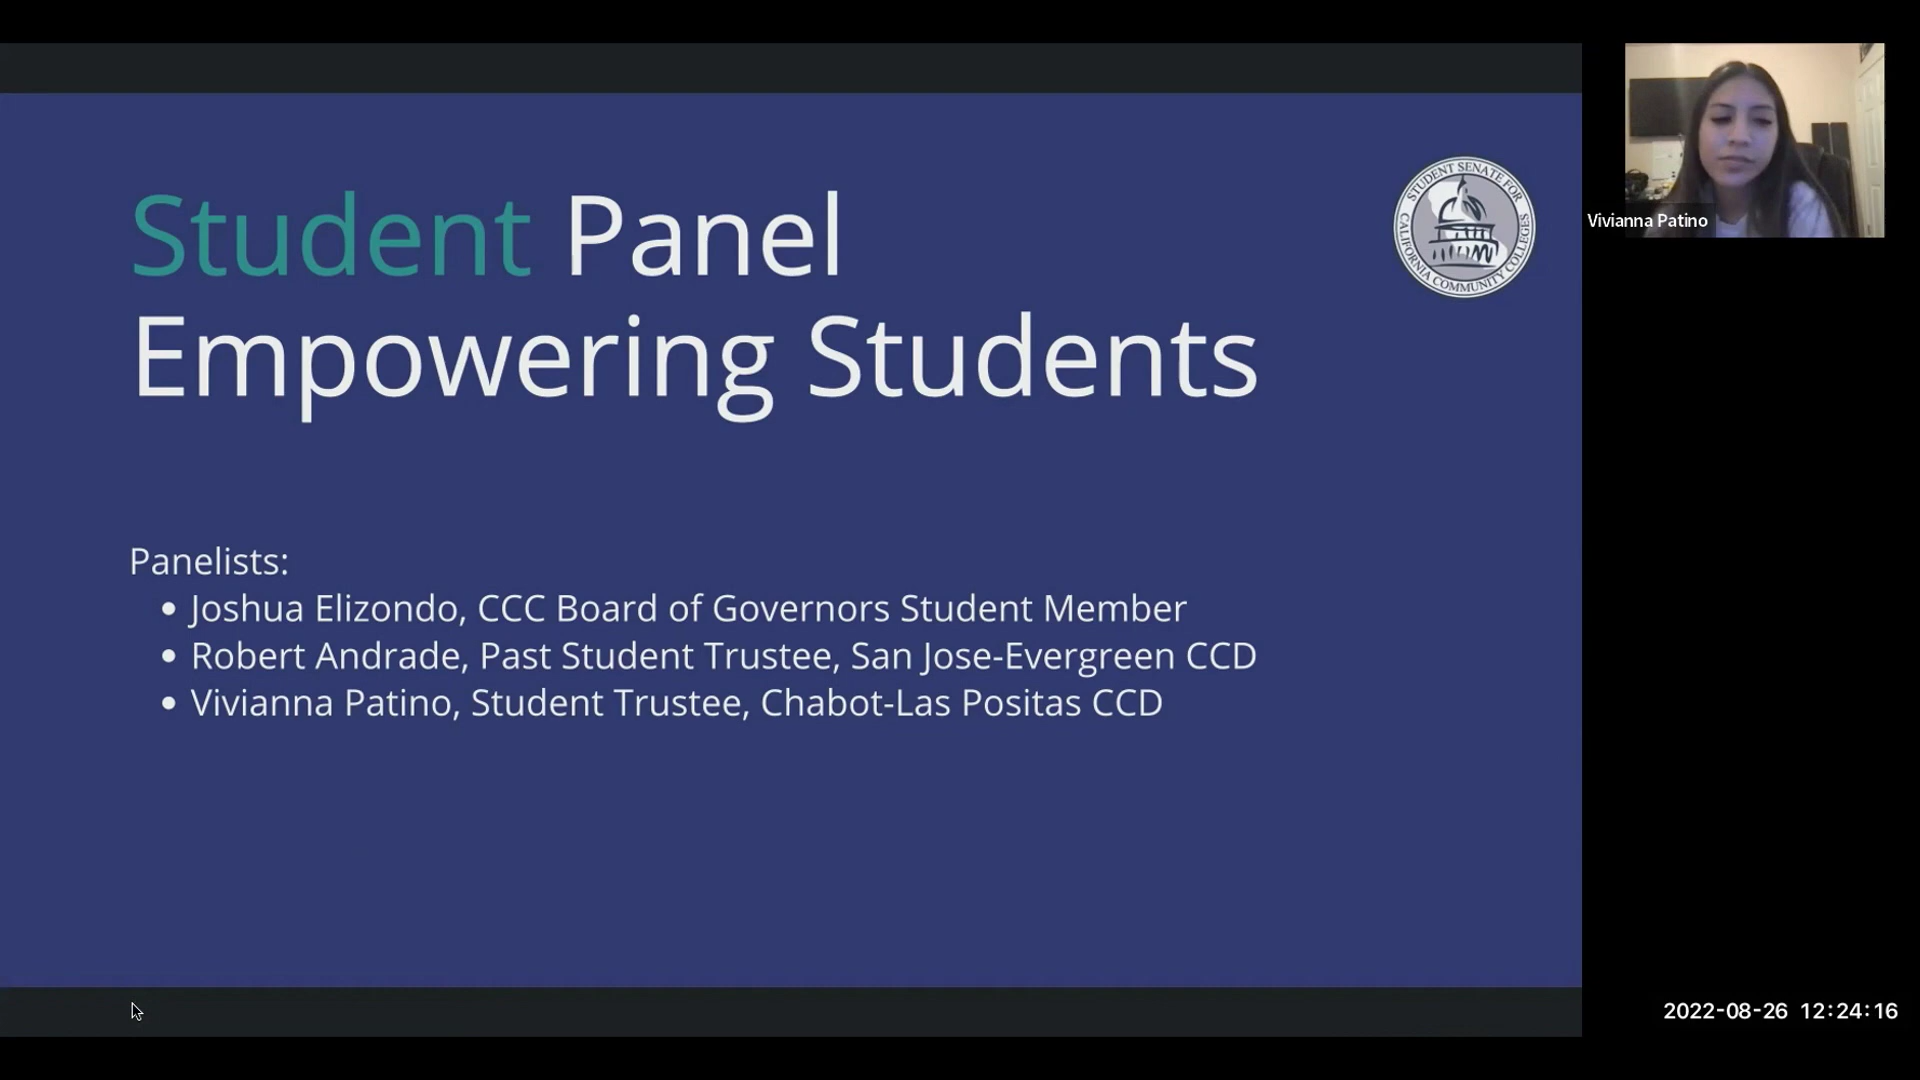 Student Panel
Empowering Students
STUDENT SENATE FOR
CALIFORNIA COMMUNITY COLLEGES
Vivianna Patino
Panelists:
• Joshua Elizondo, CCC Board of Governors Student Member
• Robert Andrade, Past Student Trustee, San Jose-Evergreen CCD
• Vivianna Patino, Student Trustee, Chabot-Las Positas CCD
2022-08-26 12:24:16